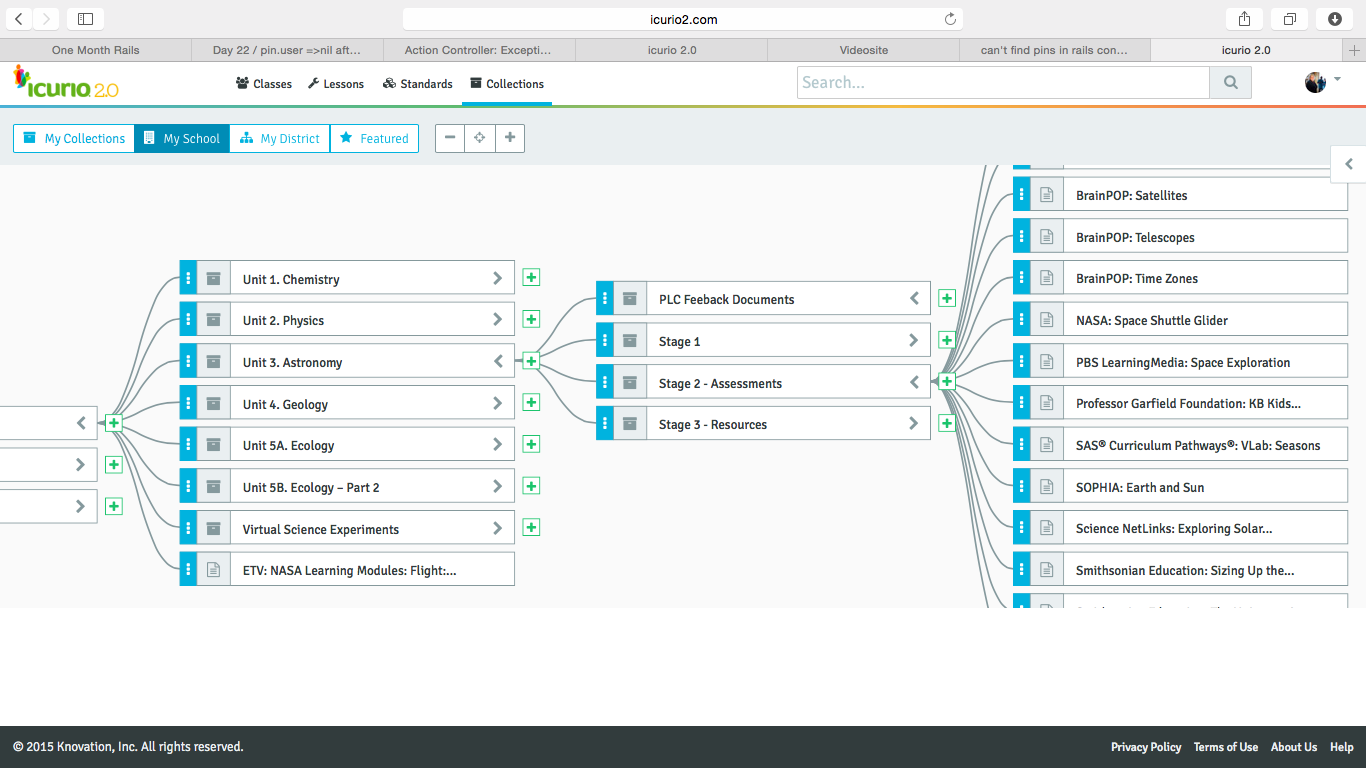 icurio2.com
One Month Rails
Day 22 / pin.user =>nil aft...
Action Controller: Excepti...
icurio 2.0
Videosite
can't find pins in rails con...
icurio 2.0
icurio 2.0
Classes
Lessons
Standards
Collections
Search...
My Collections
My School
My District
Featured
Unit 1. Chemistry
Unit 2. Physics
Unit 3. Astronomy
Unit 4. Geology
Unit 5A. Ecology
Unit 5B. Ecology – Part 2
Virtual Science Experiments
ETV: NASA Learning Modules: Flight:...
PLC Feeback Documents
Stage 1
Stage 2 - Assessments
Stage 3 - Resources
BrainPOP: Satellites
BrainPOP: Telescopes
BrainPOP: Time Zones
NASA: Space Shuttle Glider
PBS LearningMedia: Space Exploration
Professor Garfield Foundation: KB Kids...
SAS® Curriculum Pathways®: VLab: Seasons
SOPHIA: Earth and Sun
Science NetLinks: Exploring Solar...
Smithsonian Education: Sizing Up the...
© 2015 Knovation, Inc. All rights reserved.
Privacy Policy
Terms of Use
About Us
Help